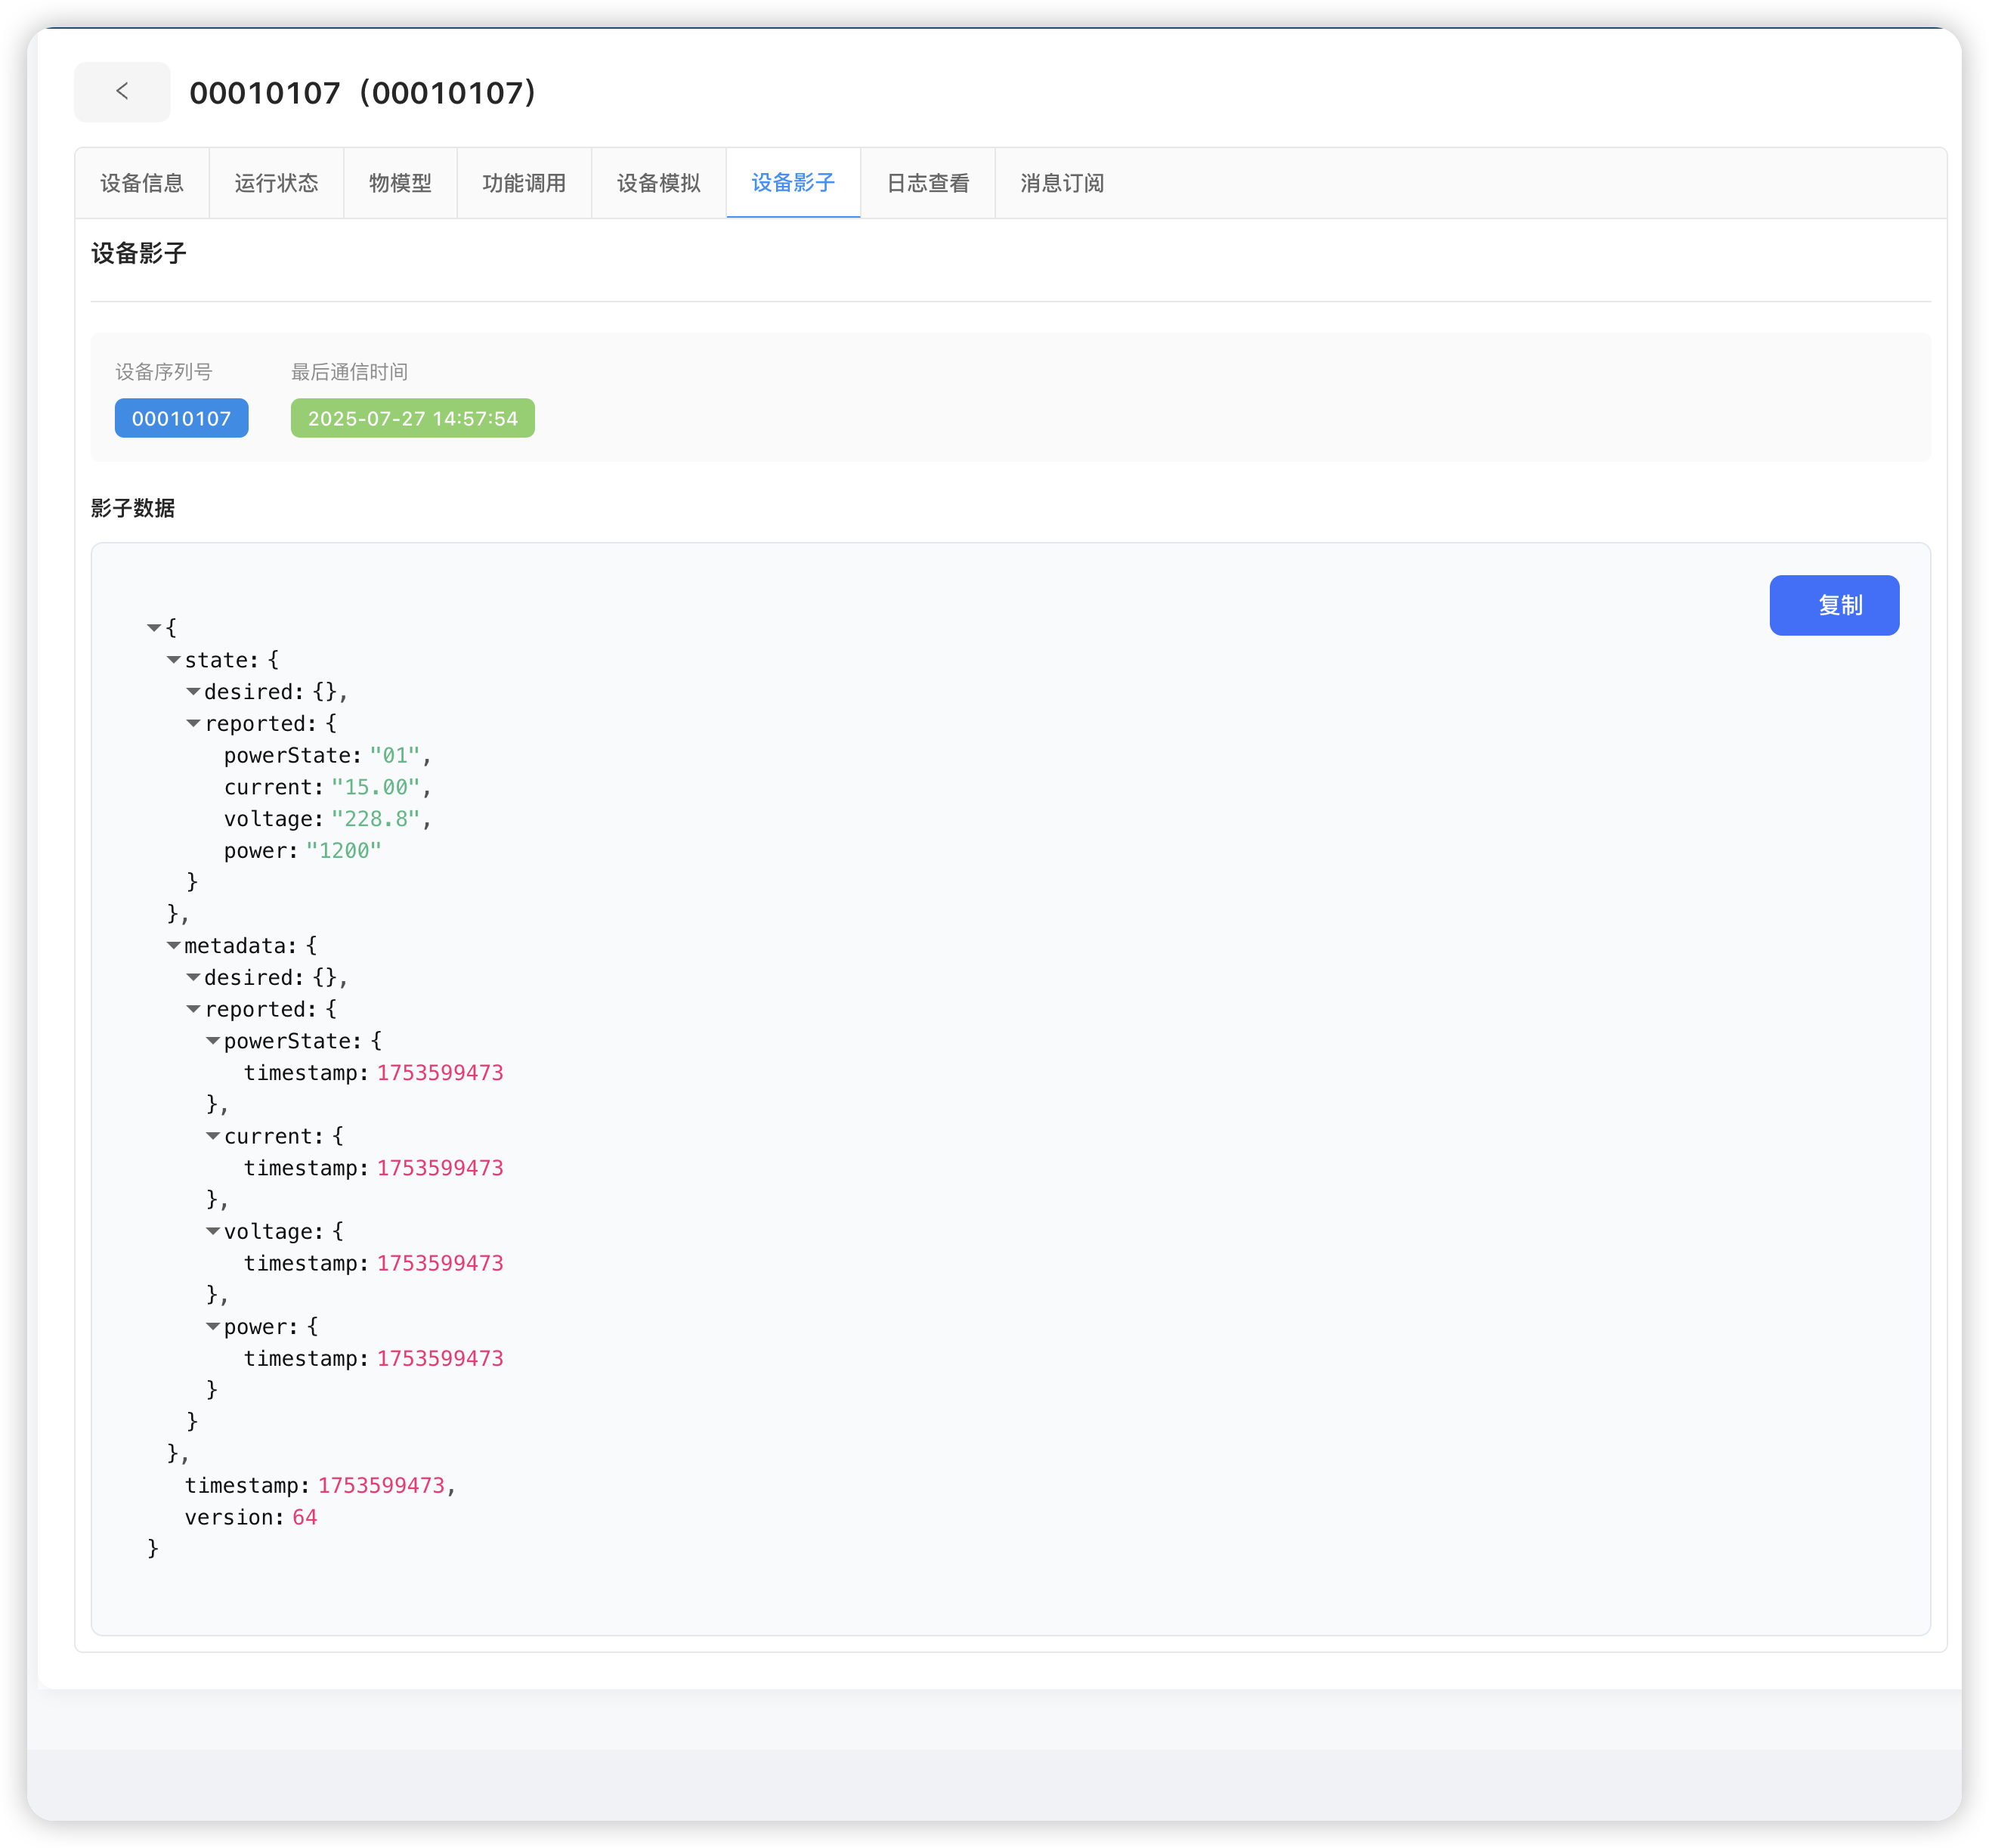 00010107（00010107）
设备信息 运行状态 物模型 功能调用 设备模拟 设备影子 日志查看 消息订阅
设备影子
设备序列号 最后通信时间
00010107 2025-07-27 14:57:54
影子数据
复制
{
state: {
desired: {},
reported: {
powerState: "01",
current: "15.00",
voltage: "228.8",
power: "1200"
}
},
metadata: {
desired: {},
reported: {
powerState: {
timestamp: 1753599473
},
current: {
timestamp: 1753599473
},
voltage: {
timestamp: 1753599473
},
power: {
timestamp: 1753599473
}
}
},
timestamp: 1753599473,
version: 64
}